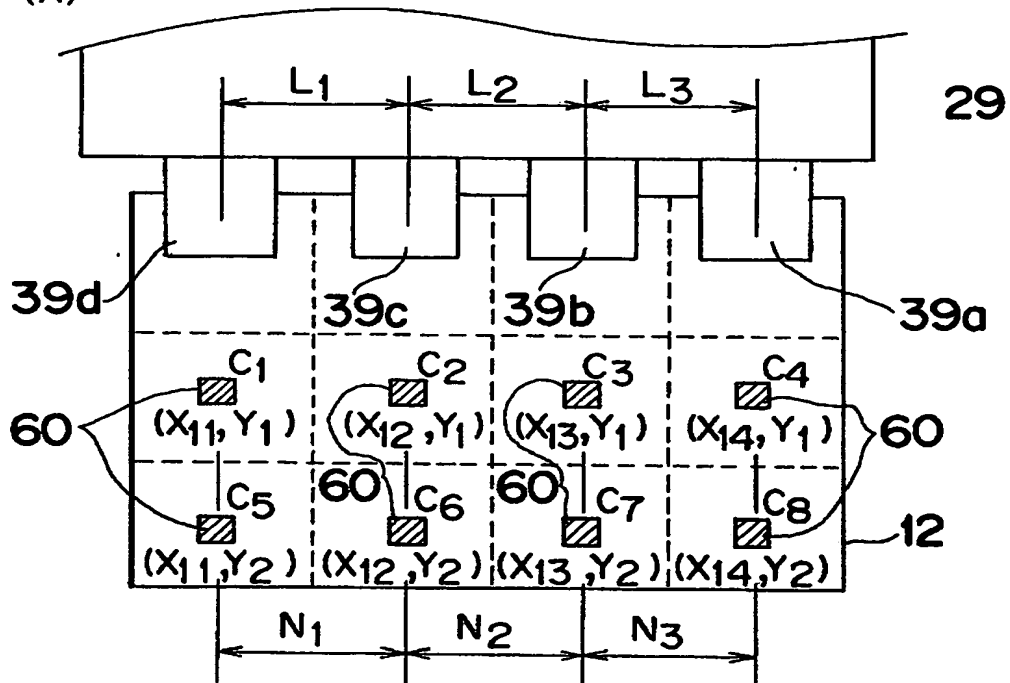 (A)
L1 L2 L3
29
39d 39c 39b 39a
C1 C2 C3 C4
(X11, Y1) (X12, Y1) (X13, Y1) (X14, Y1)
60 60 60 60
C5 C6 C7 C8
12
(X11, Y2) (X12, Y2) (X13, Y2) (X14, Y2)
N1 N2 N3